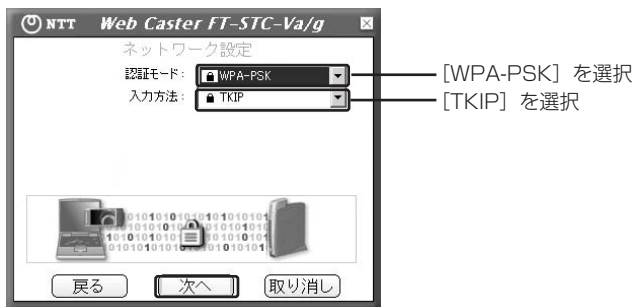 NTT Web Caster FT-STC-Va/g
ネットワーク設定
認証モード: WPA-PSK
[WPA-PSK] を選択
入力方法: TKIP
[TKIP] を選択
010101010101010101
10101010101010101
戻る 次へ 取り消し